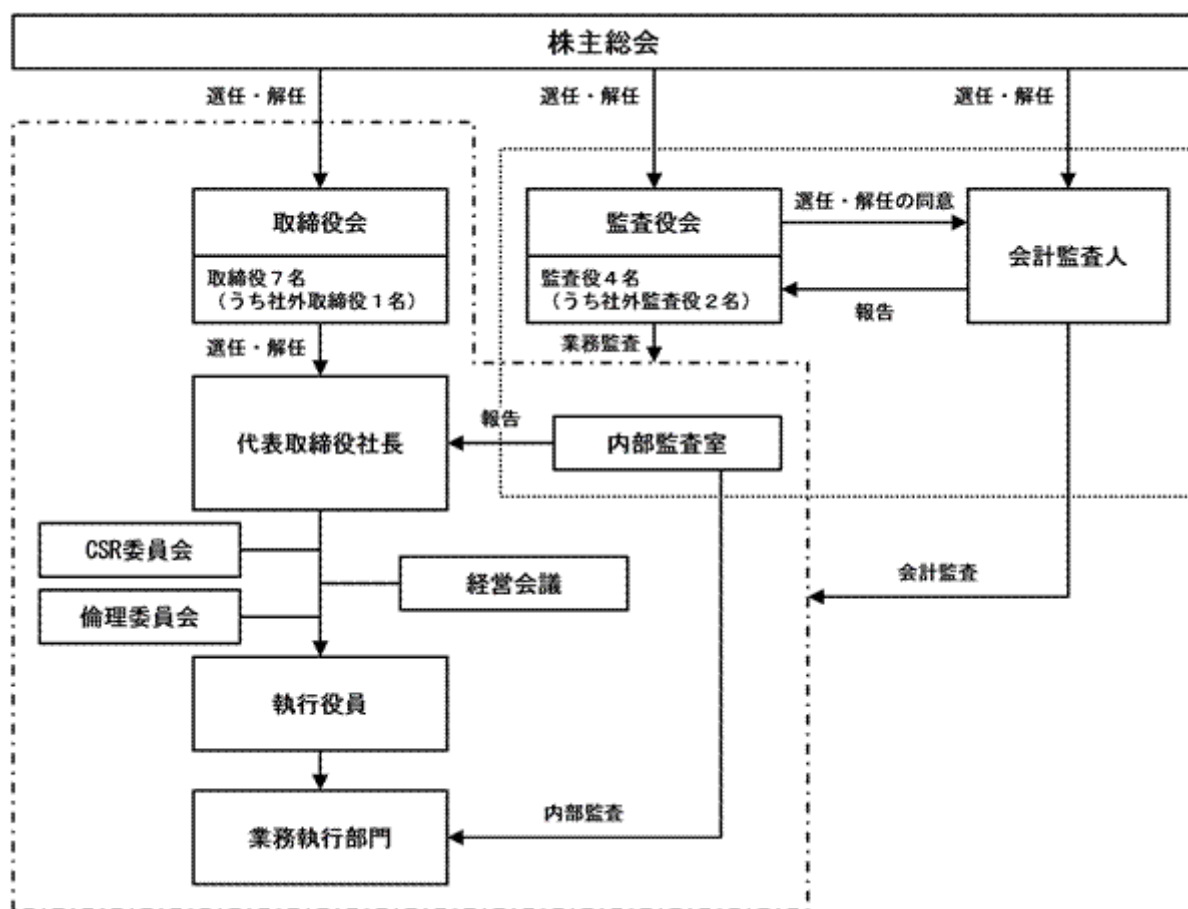 株主総会
選任・解任
選任・解任
選任・解任
取締役会
取締役７名
（うち社外取締役１名）
監査役会
監査役４名
（うち社外監査役２名）
選任・解任の同意
報告
会計監査人
選任・解任
業務監査
代表取締役社長
報告
内部監査室
CSR委員会
倫理委員会
経営会議
会計監査
執行役員
内部監査
業務執行部門